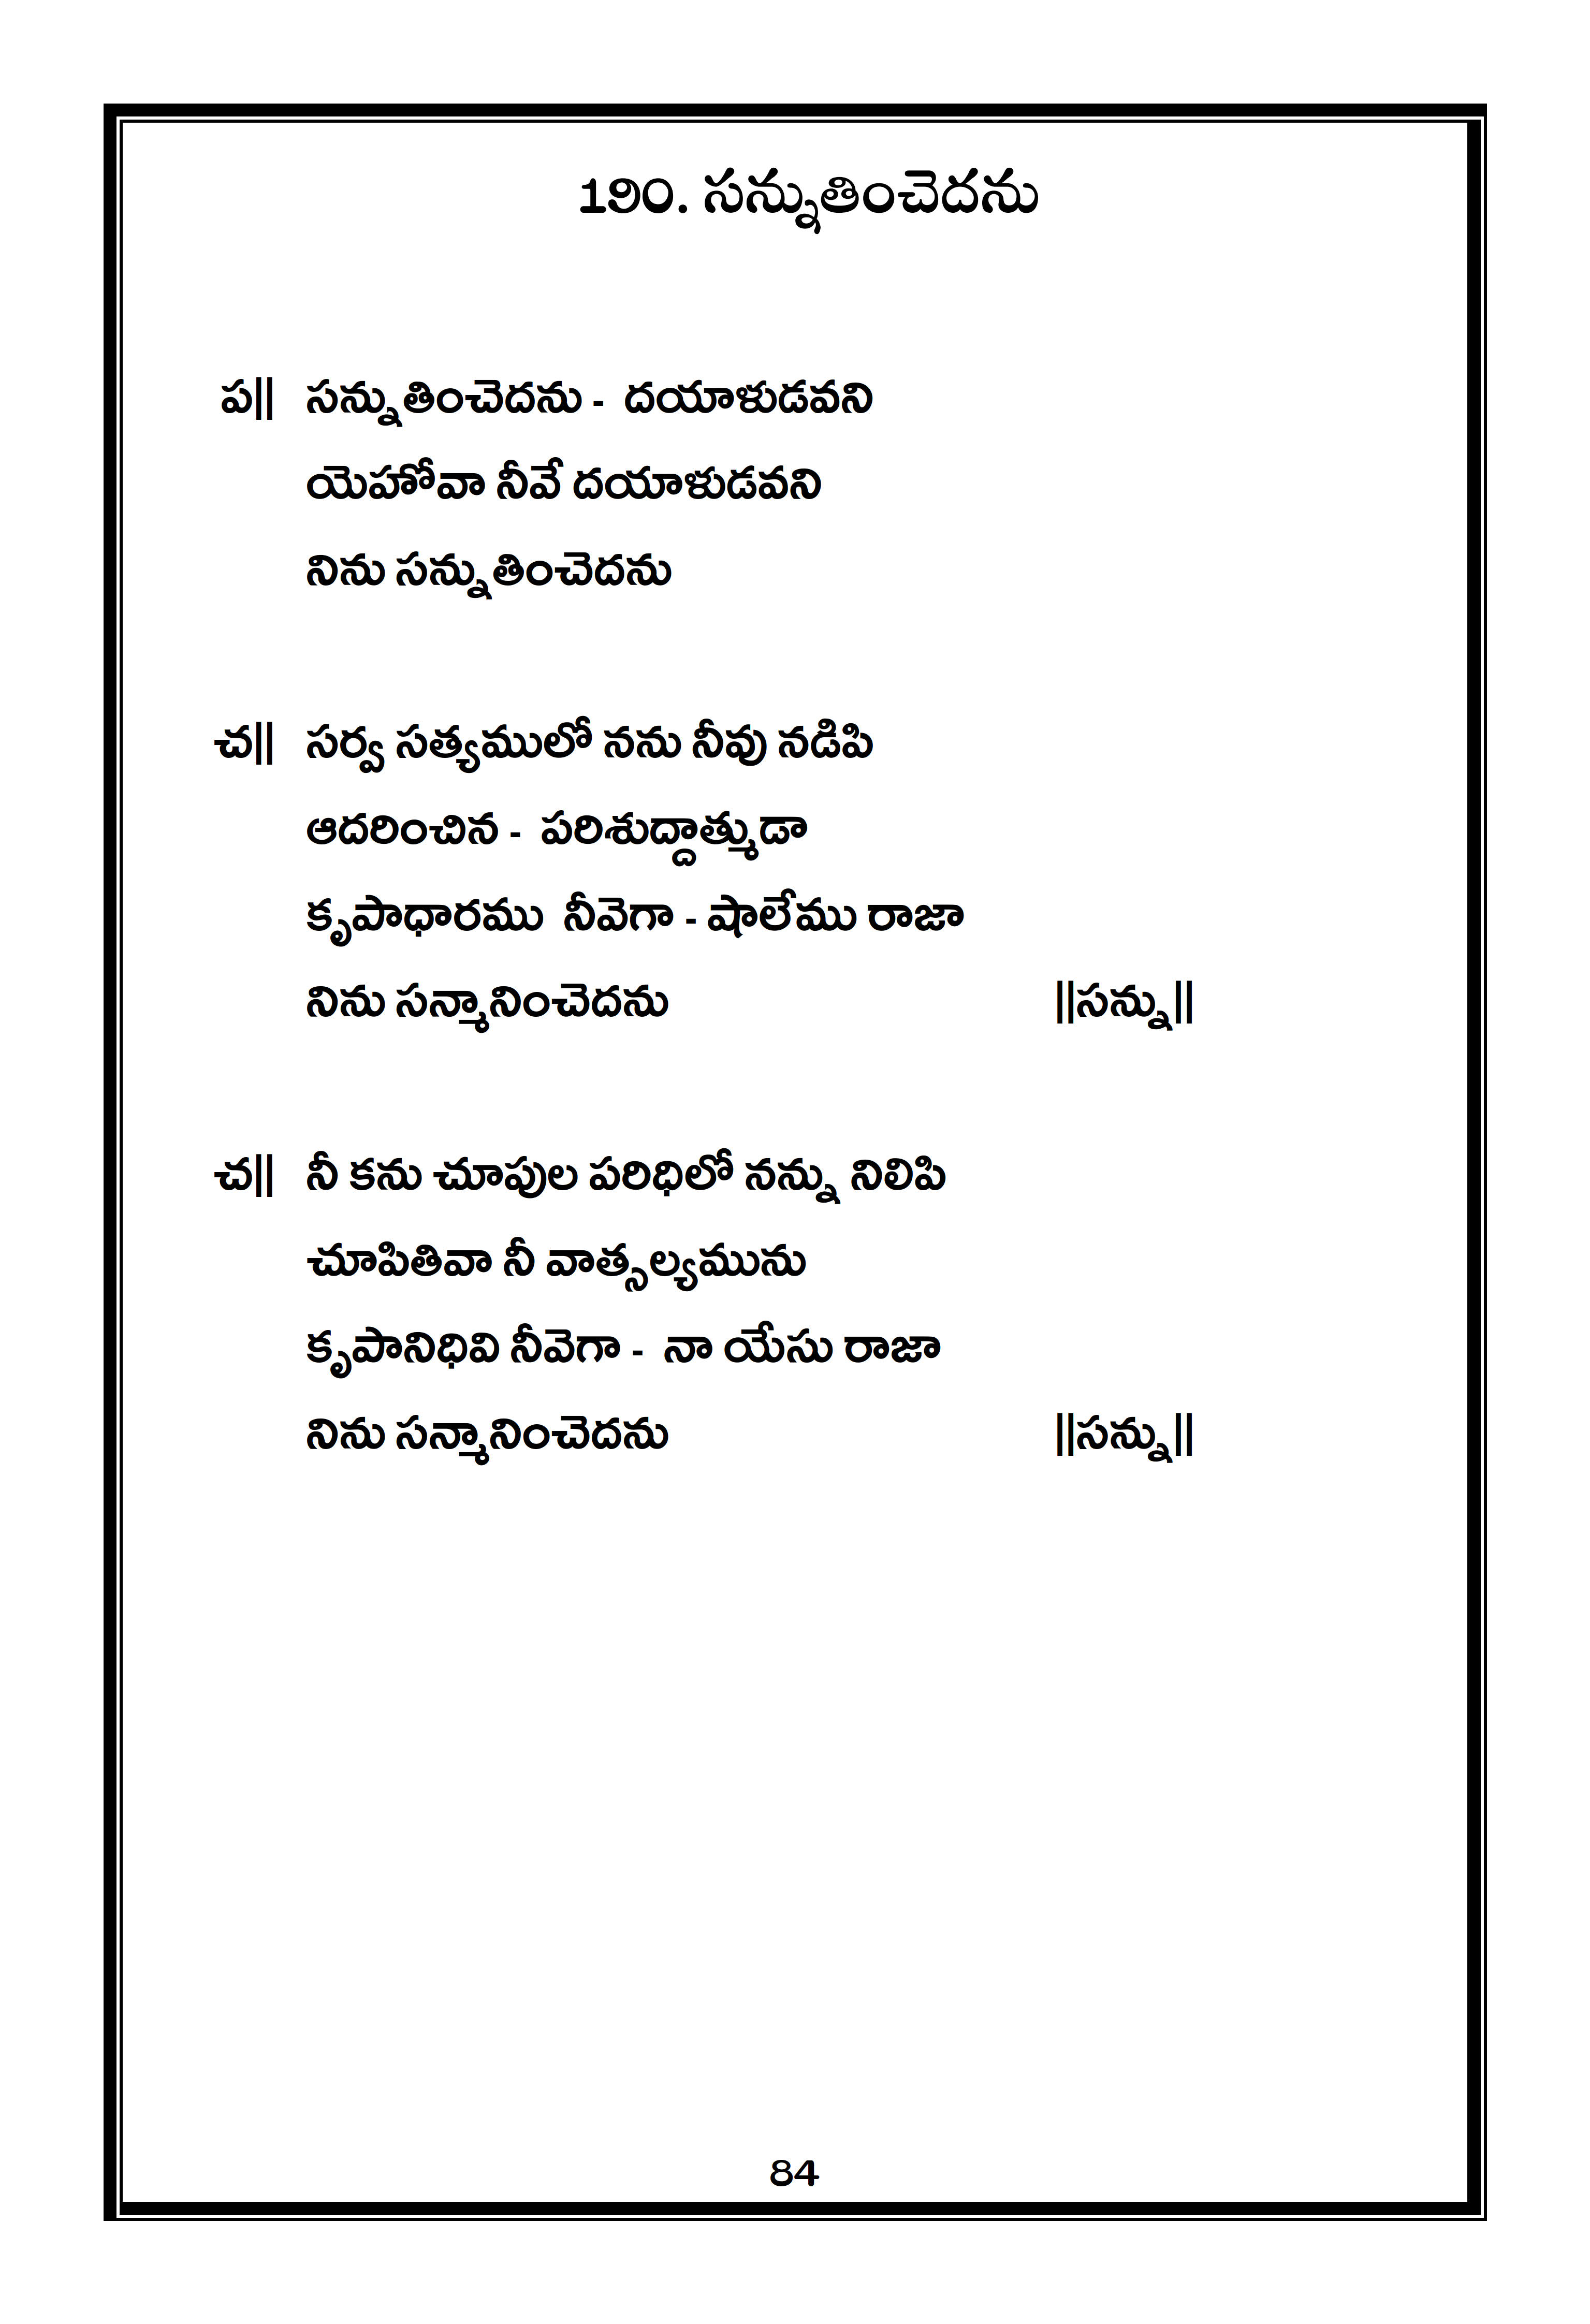 190. సన్నుతించెదను
ప|| సన్నుతించెదను - దయాళుడవని
యెహోవా నీవే దయాళుడవని
నిను సన్నుతించెదను
చ|| సర్వ సత్యములో నను నీవు నడిపి
ఆదరించిన - పరిశుద్దాత్ముడా
కృపాధారము నీవెగా - షాలేము రాజా
నిను సన్మానించెదను ||సన్ను||
చ|| నీ కను చూపుల పరిధిలో నన్ను నిలిపి
చూపితివా నీ వాత్సల్యమును
కృపానిధివి నీవెగా - నా యేసు రాజా
నిను సన్మానించెదను ||సన్ను||
84